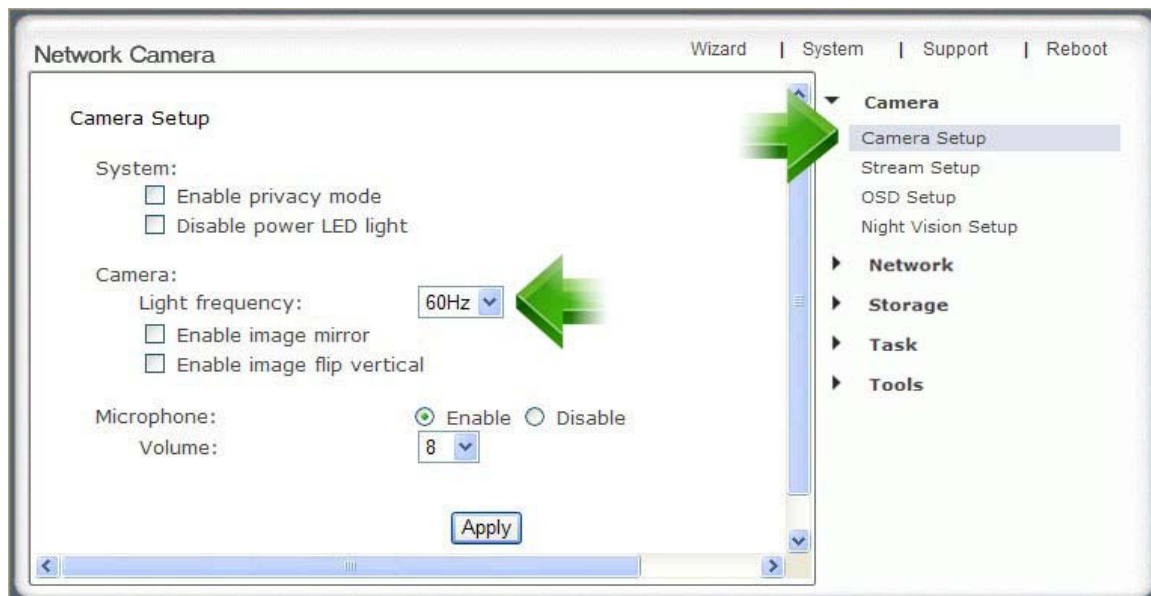 Network Camera
Wizard | System | Support | Reboot
Camera Setup
System:
Enable privacy mode
Disable power LED light
Camera:
Light frequency: 60Hz
Enable image mirror
Enable image flip vertical
Microphone: Enable Disable
Volume: 8
Apply
Camera
Camera Setup
Stream Setup
OSD Setup
Night Vision Setup
Network
Storage
Task
Tools